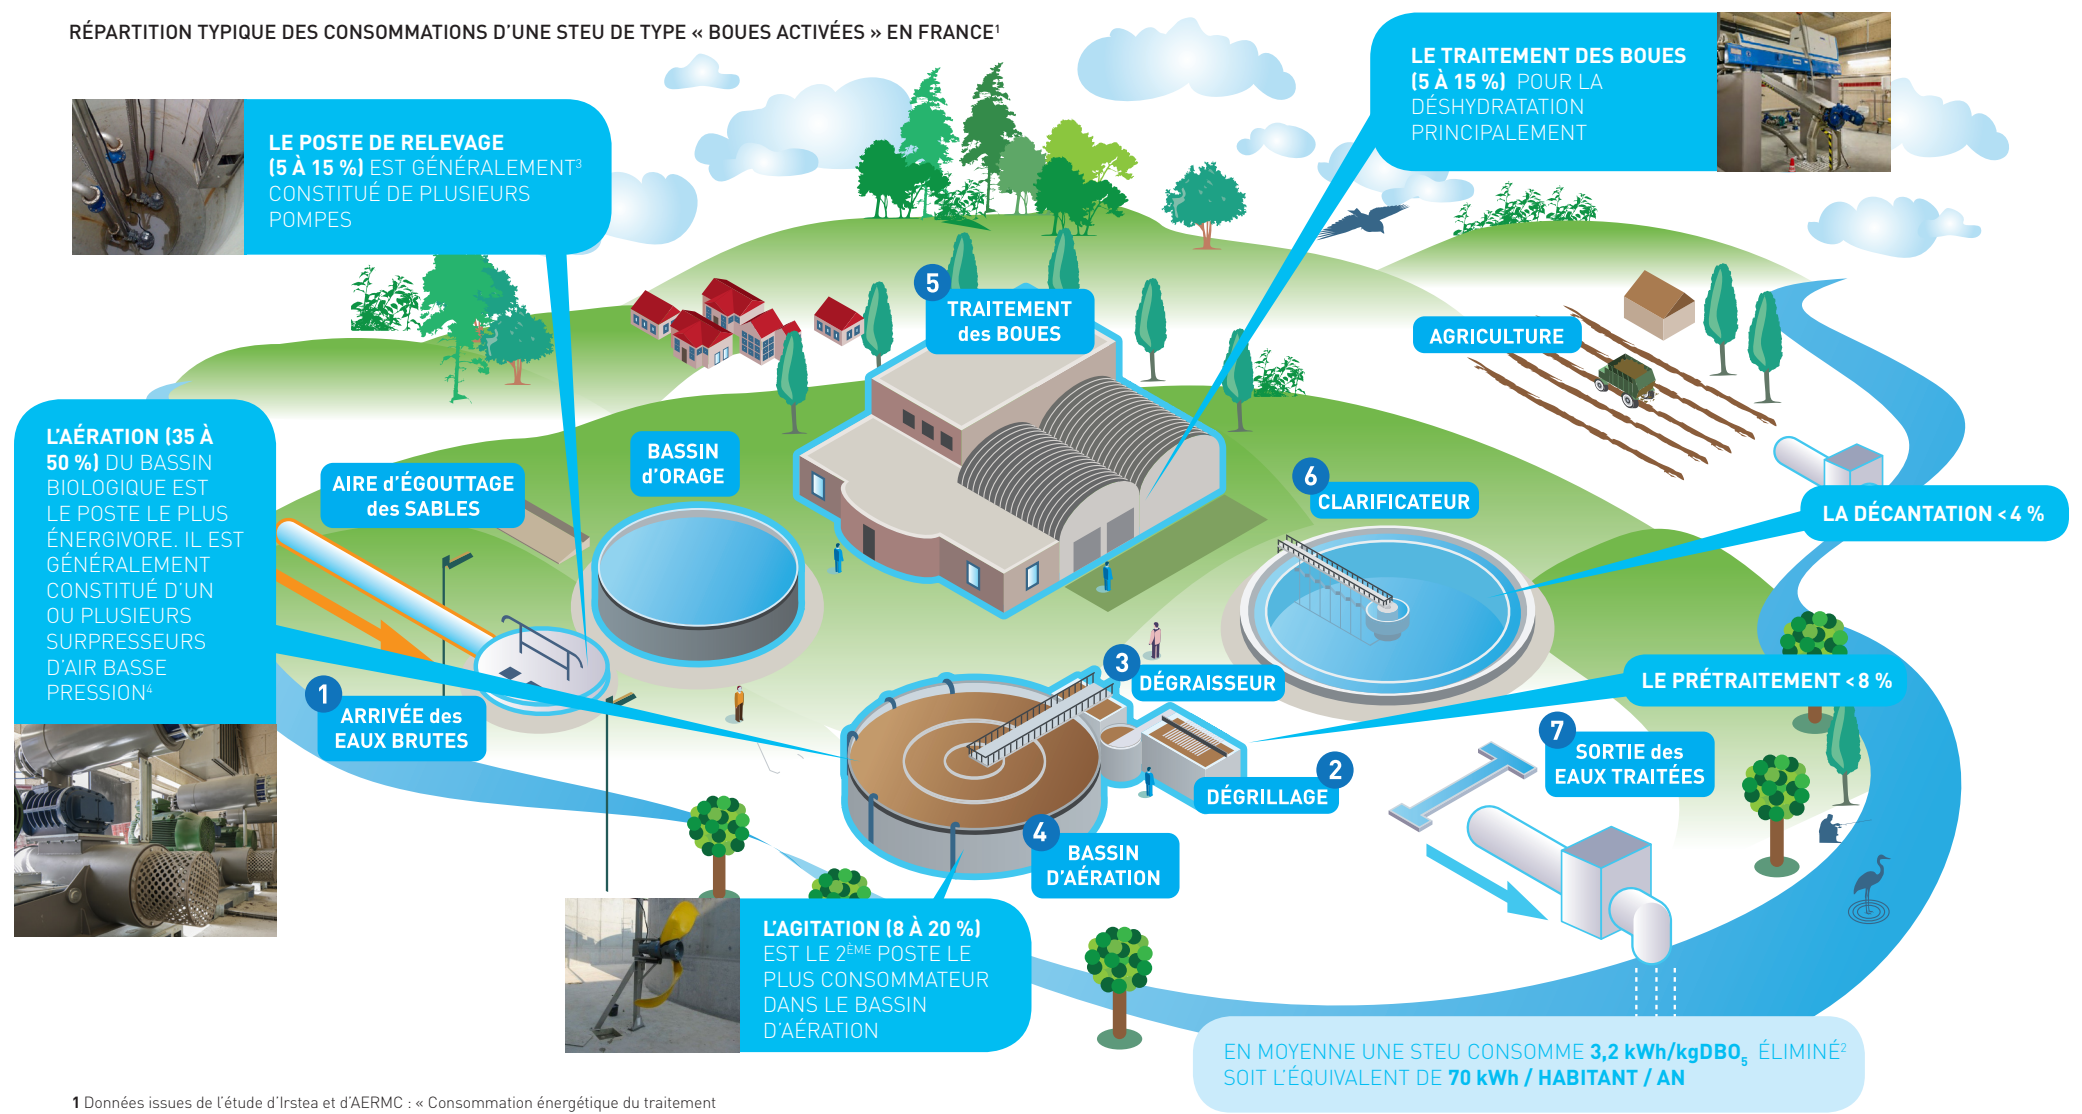 RÉPARTITION TYPIQUE DES CONSOMMATIONS D'UNE STEU DE TYPE « BOUES ACTIVÉES » EN FRANCE¹
LE TRAITEMENT DES BOUES
(5 À 15 %) POUR LA
DÉSHYDRATATION
PRINCIPALEMENT
LE POSTE DE RELEVAGE
(5 À 15 %) EST GÉNÉRALEMENT³
CONSTITUÉ DE PLUSIEURS
POMPES
5
TRAITEMENT
des BOUES
AGRICULTURE
L'AÉRATION (35 À
50 %) DU BASSIN
BIOLOGIQUE EST
LE POSTE LE PLUS
ÉNERGIVORE. IL EST
GÉNÉRALEMENT
CONSTITUÉ D'UN
OU PLUSIEURS
SURPRESSEURS
D'AIR BASSE
PRESSION⁴
AIRE d'ÉGOUTTAGE
des SABLES
BASSIN
d'ORAGE
6
CLARIFICATEUR
LA DÉCANTATION < 4 %
3
DÉGRAISSEUR
LE PRÉTRAITEMENT < 8 %
1
ARRIVÉE des
EAUX BRUTES
7
SORTIE des
EAUX TRAITÉES
2
DÉGRILLAGE
4
BASSIN
D'AÉRATION
L'AGITATION (8 À 20 %)
EST LE 2ÈME POSTE LE
PLUS CONSOMMATEUR
DANS LE BASSIN
D'AÉRATION
EN MOYENNE UNE STEU CONSOMME 3,2 kWh/kgDBO₅ ÉLIMINÉ²
SOIT L'ÉQUIVALENT DE 70 kWh / HABITANT / AN
1 Données issues de l'étude d'Irstea et d'AERMC : « Consommation énergétique du traitement